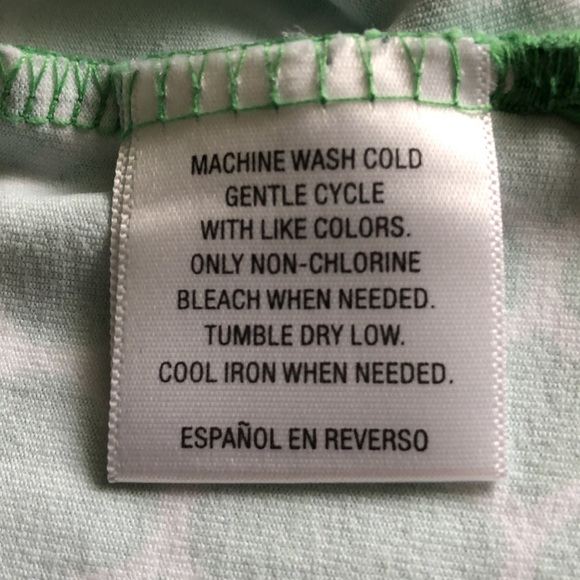 MACHINE WASH COLD
GENTLE CYCLE
WITH LIKE COLORS.
ONLY NON-CHLORINE
BLEACH WHEN NEEDED.
TUMBLE DRY LOW.
COOL IRON WHEN NEEDED.
ESPAÑOL EN REVERSO